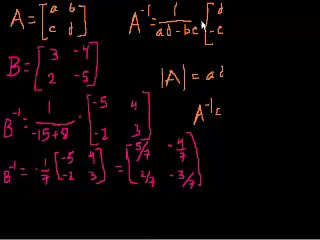 A = [a b; c d]   A⁻¹ = 1/(ad-bc) [d; -c
B = [3 -4; 2 -5]   |A| = ad
B⁻¹ = 1/(-15+8) · [-5 4; -2 3]   A⁻¹
B⁻¹ = -1/7 [-5 4; -2 3] = [5/7 -4/7; 2/7 -3/7]